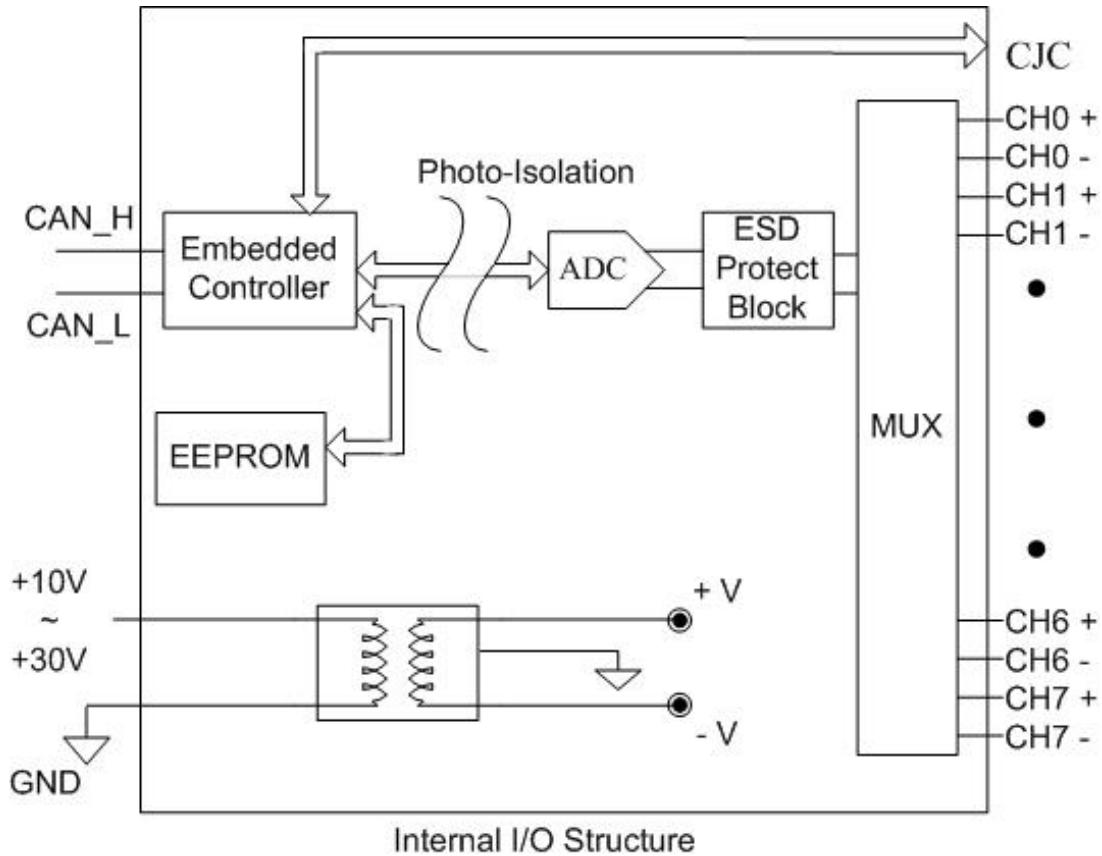 CJC
CH0 +
CH0 -
CH1 +
CH1 -
Photo-Isolation
CAN_H
CAN_L
Embedded
Controller
ADC
ESD
Protect
Block
MUX
EEPROM
+10V
~
+30V
GND
+ V
- V
CH6 +
CH6 -
CH7 +
CH7 -
Internal I/O Structure